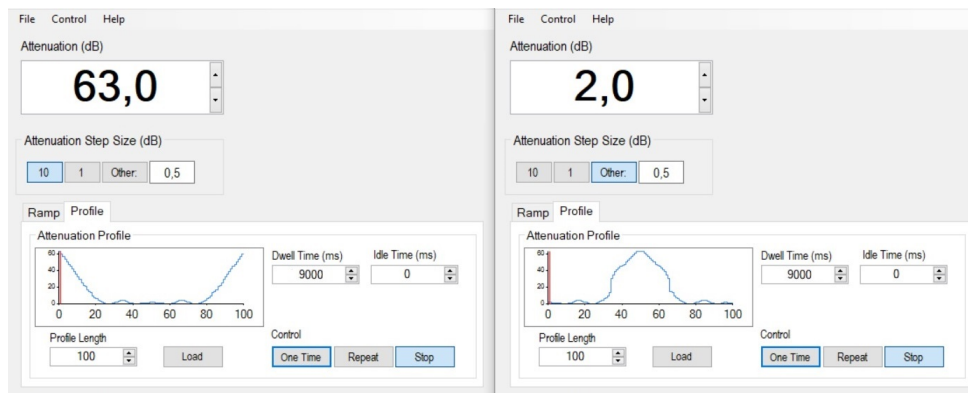 File Control Help
Attenuation (dB)
63,0
Attenuation Step Size (dB)
10 1 Other: 0,5
Ramp Profile
Attenuation Profile
60
40
20
0
0 20 40 60 80 100
Dwell Time (ms) Idle Time (ms)
9000 0
Profile Length
100 Load
Control
One Time Repeat Stop
File Control Help
Attenuation (dB)
2,0
Attenuation Step Size (dB)
10 1 Other: 0,5
Ramp Profile
Attenuation Profile
60
40
20
0
0 20 40 60 80 100
Dwell Time (ms) Idle Time (ms)
9000 0
Profile Length
100 Load
Control
One Time Repeat Stop